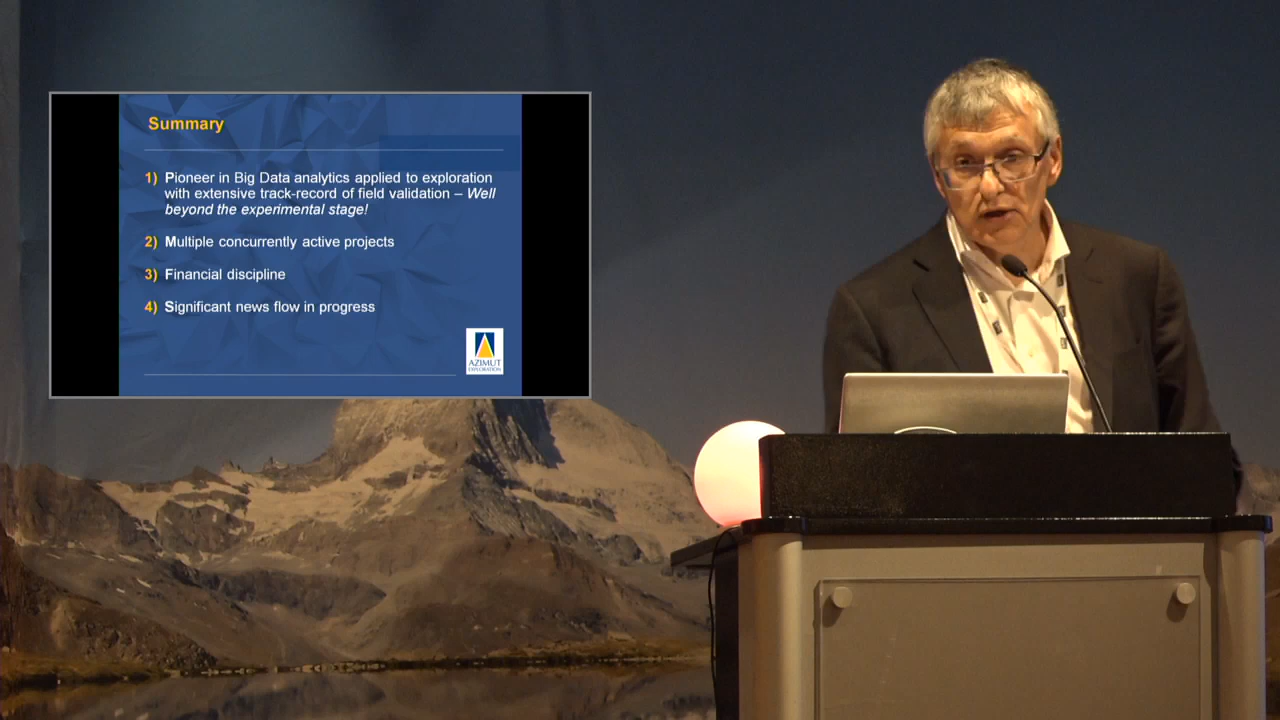 Summary
1) Pioneer in Big Data analytics applied to exploration
with extensive track-record of field validation – Well
beyond the experimental stage!
2) Multiple concurrently active projects
3) Financial discipline
4) Significant news flow in progress
AZIMUT
EXPLORATION